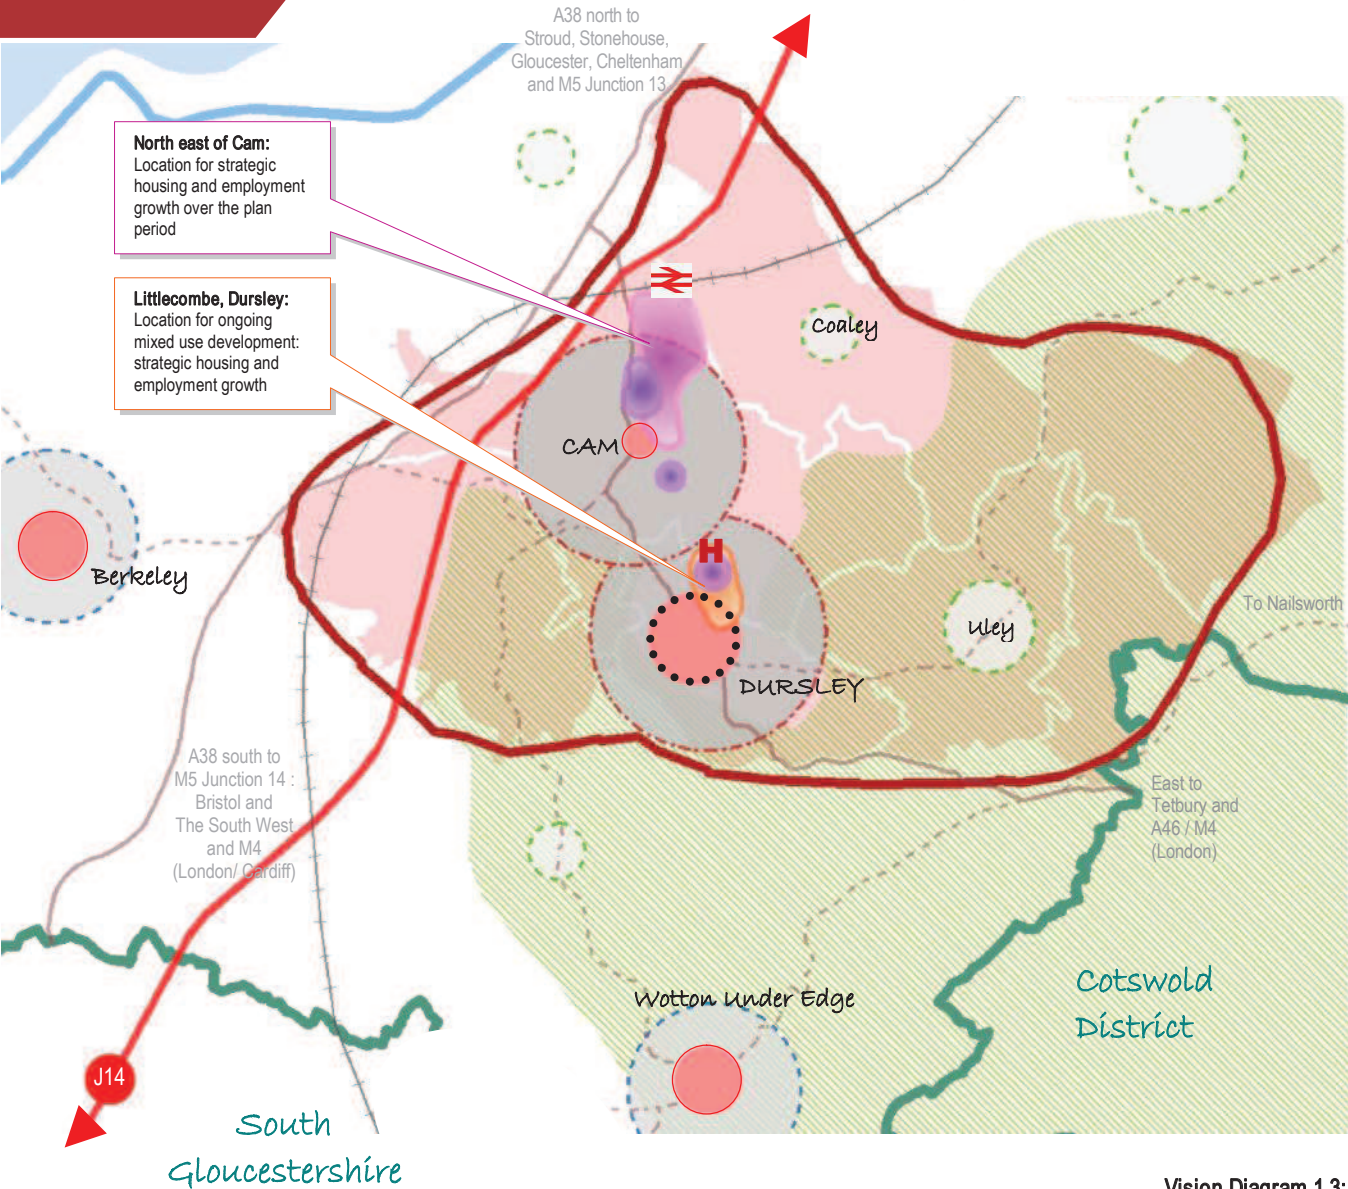 A38 north to
Stroud, Stonehouse,
Gloucester, Cheltenham
and M5 Junction 13
North east of Cam:
Location for strategic
housing and employment
growth over the plan
period
Littlecombe, Dursley:
Location for ongoing
mixed use development:
strategic housing and
employment growth
Coaley
CAM
H
Berkeley
Uley
To Nailsworth
DURSLEY
A38 south to
M5 Junction 14 :
Bristol and
The South West
and M4
(London/ Cardiff)
East to
Tetbury and
A46 / M4
(London)
Wotton Under Edge
Cotswold
District
J14
South
Gloucestershire
Vision Diagram 1.3: